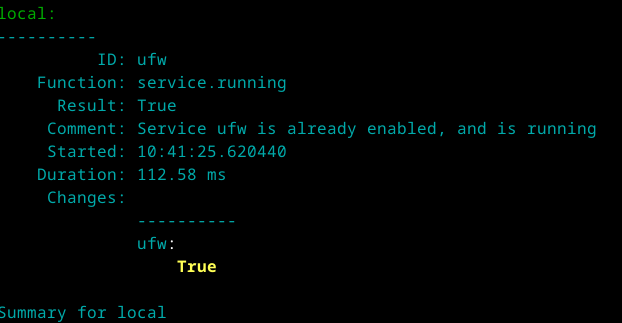 local:
----------
ID: ufw
Function: service.running
Result: True
Comment: Service ufw is already enabled, and is running
Started: 10:41:25.620440
Duration: 112.58 ms
Changes:
----------
ufw:
True
Summary for local